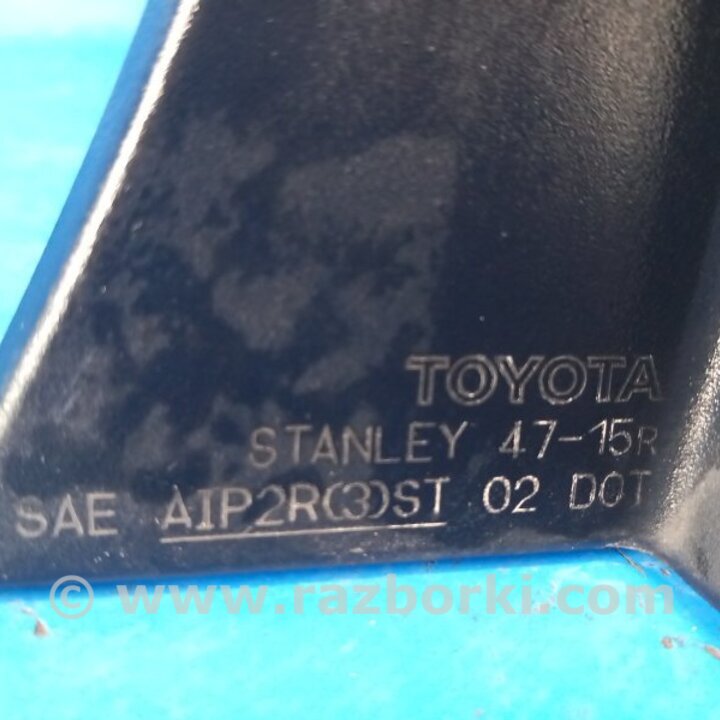 TOYOTA
STANLEY 47-15R
SAE AIP2R(3)ST 02 DOT
© www.razborki.com